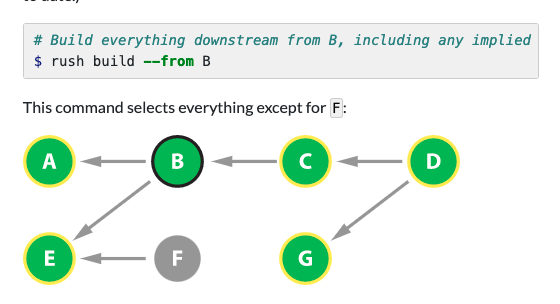 # Build everything downstream from B, including any implied
$ rush build --from B
This command selects everything except for F:
A B C D
E F G